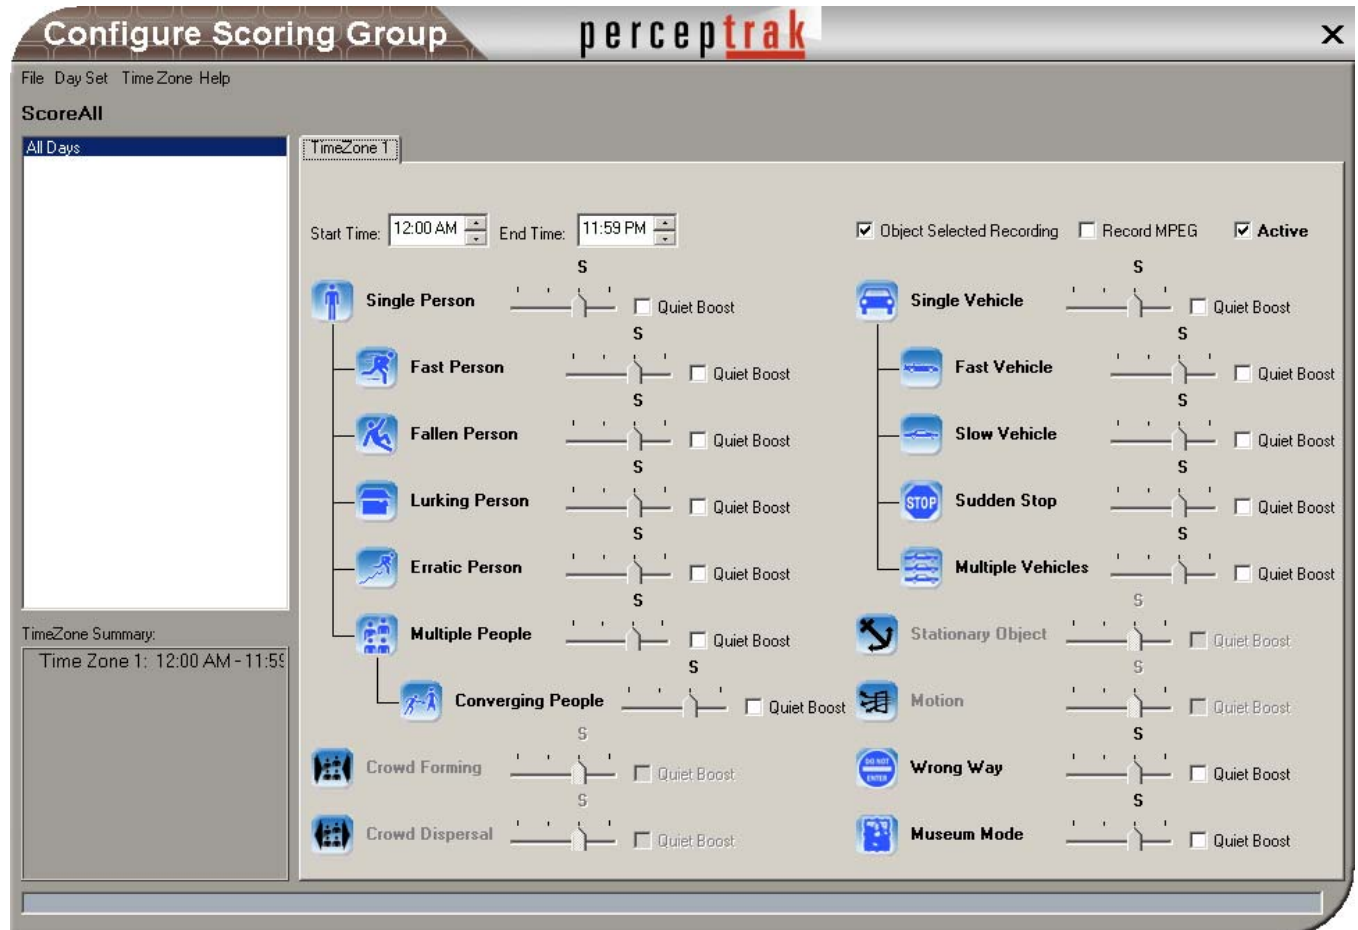 Configure Scoring Group
perceptrak
X
File Day Set Time Zone Help
ScoreAll
All Days
TimeZone 1
Start Time: 12:00 AM End Time: 11:59 PM Object Selected Recording Record MPEG Active
S S
Single Person Quiet Boost Single Vehicle Quiet Boost
S S
Fast Person Quiet Boost Fast Vehicle Quiet Boost
S S
Fallen Person Quiet Boost Slow Vehicle Quiet Boost
S S
Lurking Person Quiet Boost STOP Sudden Stop Quiet Boost
S S
Erratic Person Quiet Boost Multiple Vehicles Quiet Boost
S S
Multiple People Quiet Boost Stationary Object Quiet Boost
S S
Converging People Quiet Boost Motion Quiet Boost
S S
Crowd Forming Quiet Boost DO NOT ENTER Wrong Way Quiet Boost
S S
Crowd Dispersal Quiet Boost Museum Mode Quiet Boost
TimeZone Summary:
Time Zone 1: 12:00 AM - 11:59